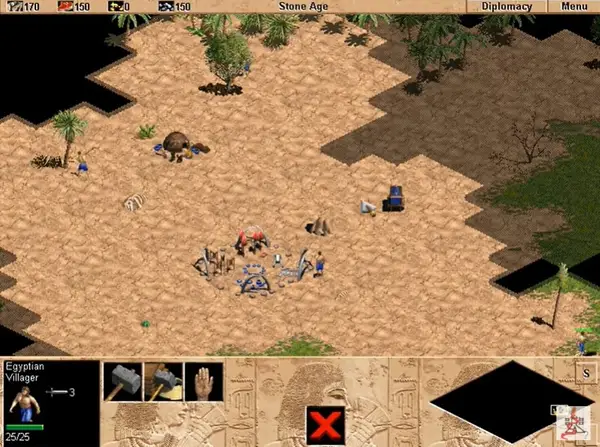 170 150 0 150 Stone Age Diplomacy Menu
Egyptian
Villager
3
25/25
S